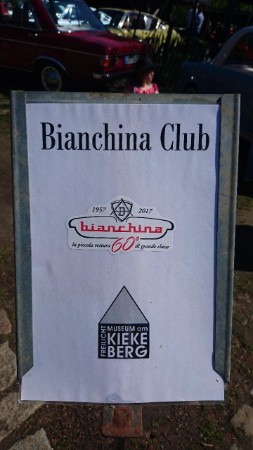 Bianchina Club
1957 2017
bianchina
la piccola vettura 60° di grande classe
FREILICHT
MUSEUM am
KIEKE
BERG